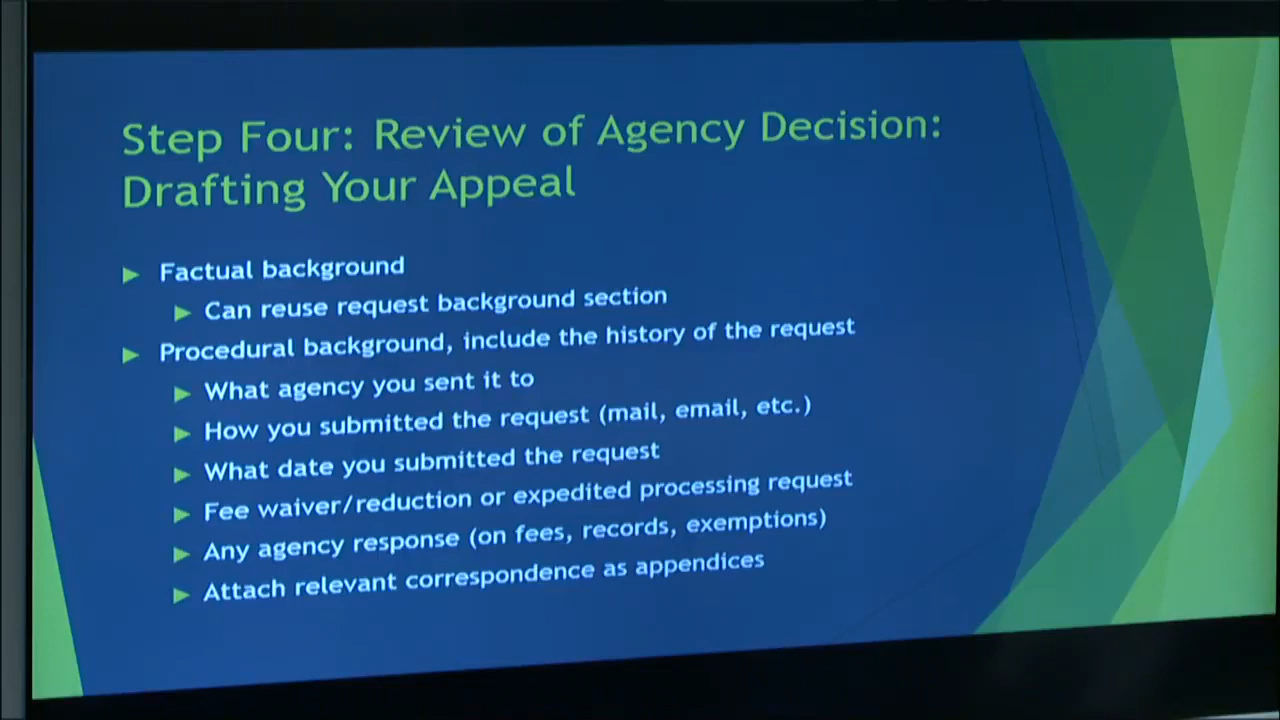 Step Four: Review of Agency Decision:
Drafting Your Appeal
Factual background
Can reuse request background section
Procedural background, include the history of the request
What agency you sent it to
How you submitted the request (mail, email, etc.)
What date you submitted the request
Fee waiver/reduction or expedited processing request
Any agency response (on fees, records, exemptions)
Attach relevant correspondence as appendices